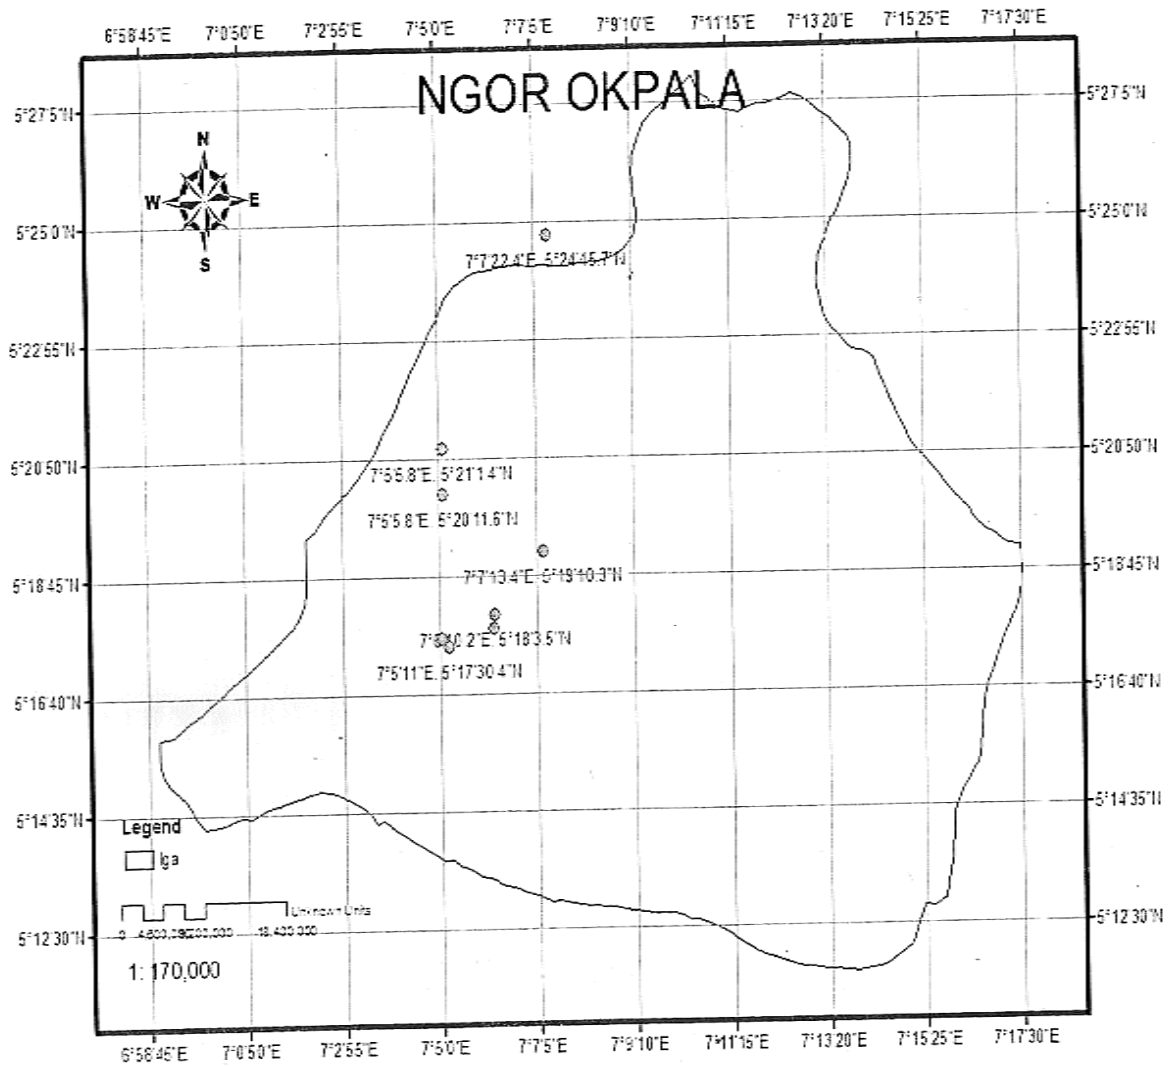 6°58'45"E 7°0'50"E 7°2'55"E 7°5'0"E 7°7'5"E 7°9'10"E 7°11'15"E 7°13'20"E 7°15'25"E 7°17'30"E
NGOR OKPALA
5°27'5"N 5°27'5"N
N
W E
S
5°25'0"N 5°25'0"N
7°7'22.4"E, 5°24'45.7"N
5°22'55"N 5°22'55"N
5°20'50"N 5°20'50"N
7°5'5.8"E, 5°21'1.4"N
7°5'5.8"E, 5°20'11.6"N
7°7'13.4"E, 5°19'10.3"N
5°18'45"N 5°18'45"N
5°18'3.5"N
7°5'11"E, 5°17'30.4"N
5°16'40"N 5°16'40"N
5°14'35"N 5°14'35"N
Legend
lga
Unknown Units
0
5°12'30"N 5°12'30"N
1: 170,000
6°58'45"E 7°0'50"E 7°2'55"E 7°5'0"E 7°7'5"E 7°9'10"E 7°11'15"E 7°13'20"E 7°15'25"E 7°17'30"E